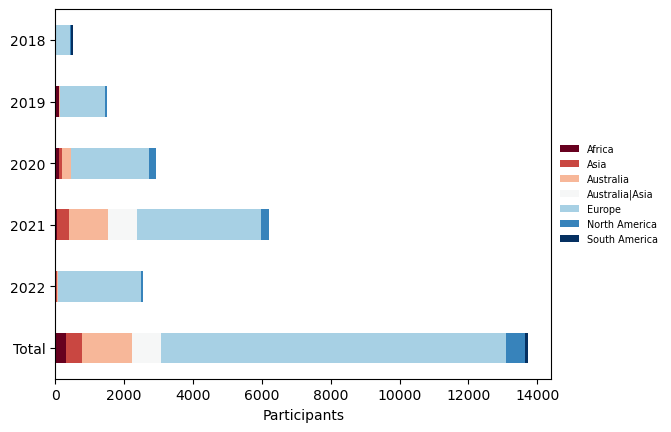 2018
2019
2020
2021
2022
Total
0 2000 4000 6000 8000 10000 12000 14000
Participants
Africa
Asia
Australia
Australia|Asia
Europe
North America
South America